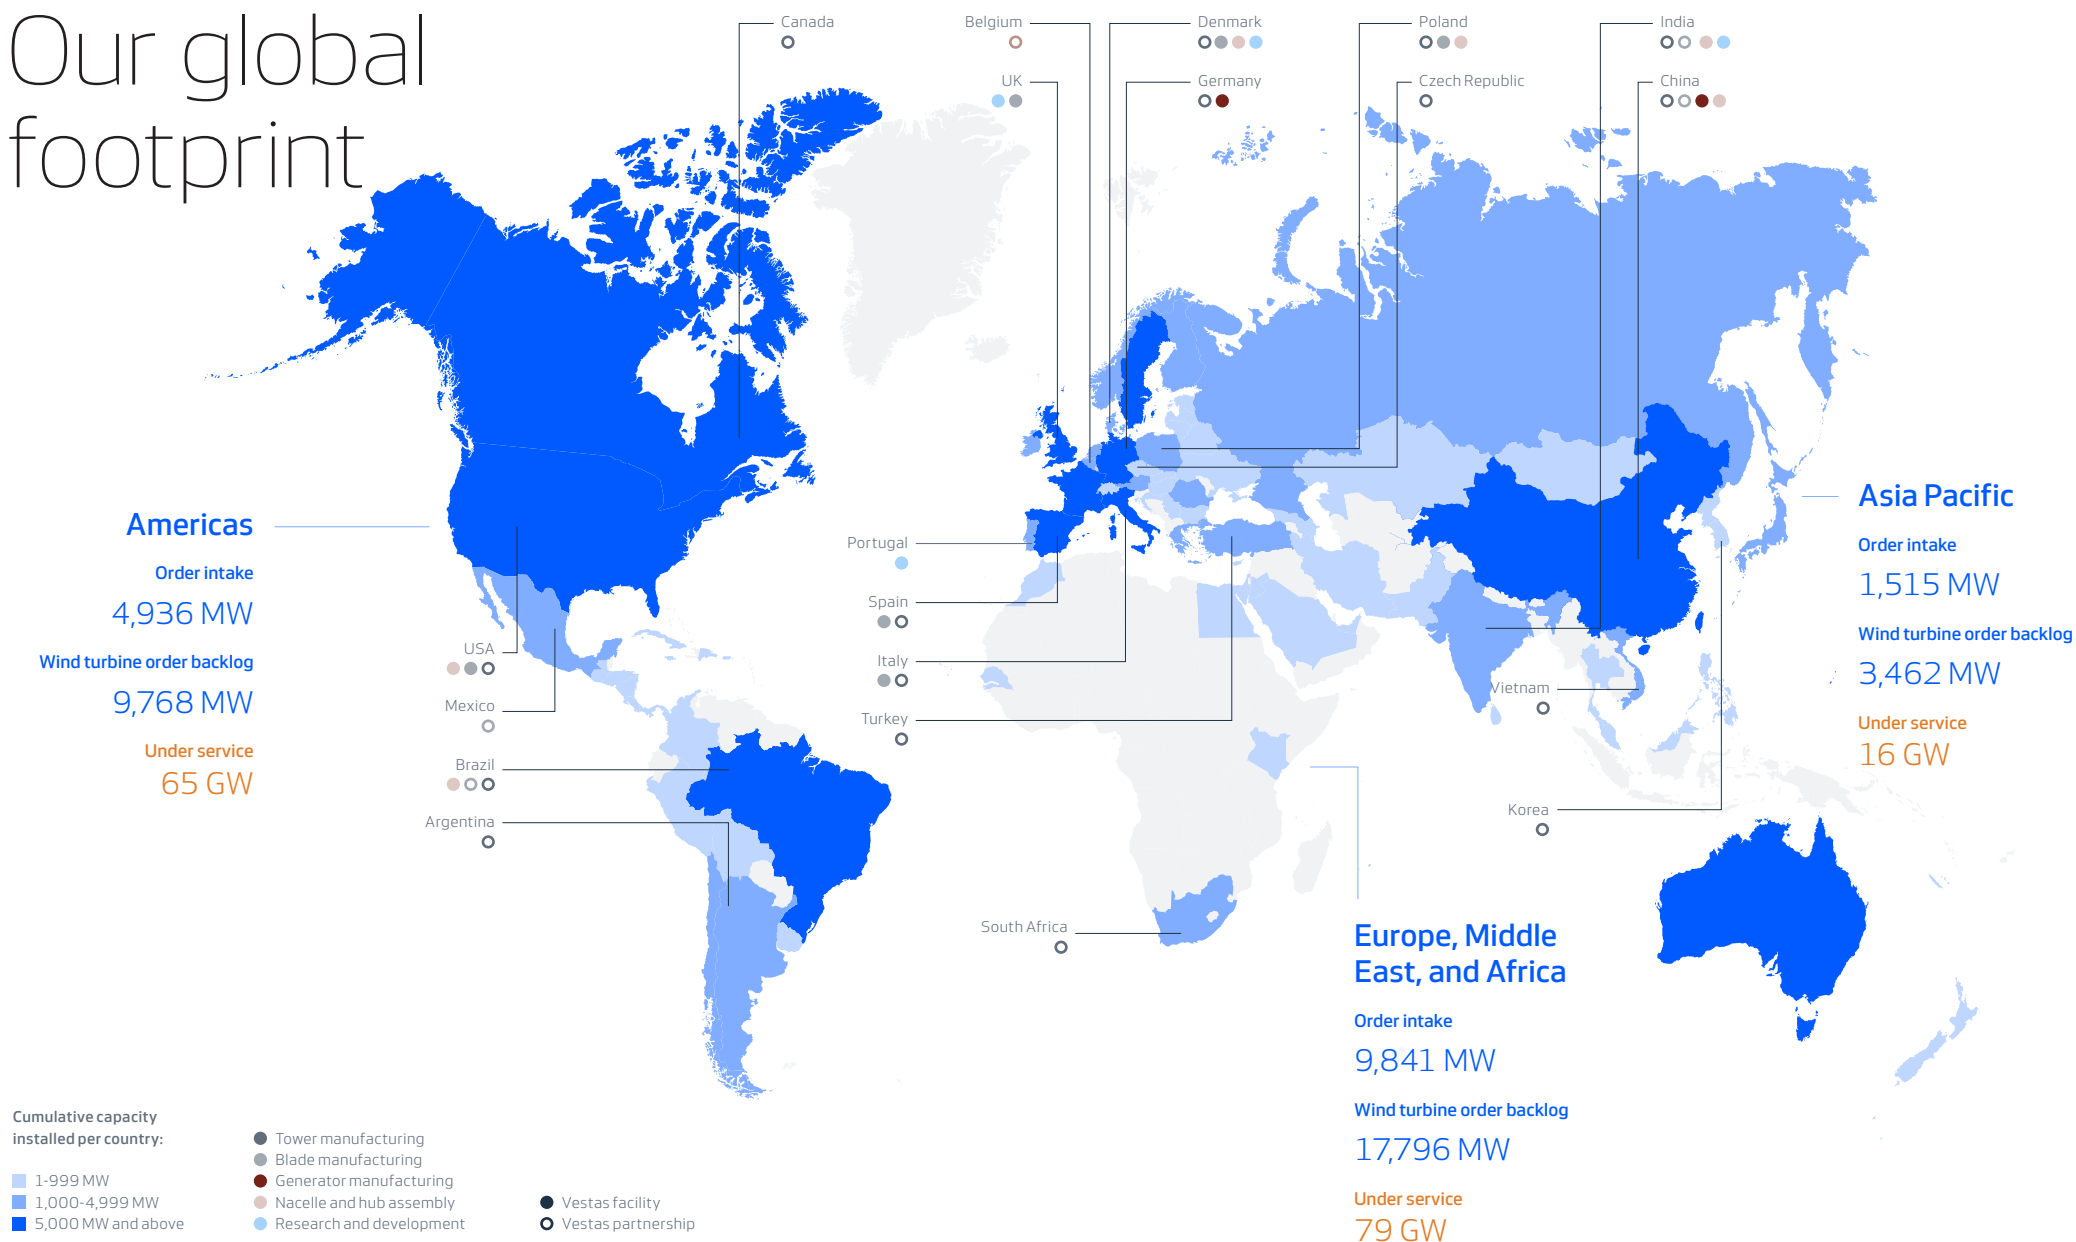 Our global
footprint
Canada
Belgium
UK
Denmark
Germany
Poland
Czech Republic
India
China
Americas
Order intake
4,936 MW
Wind turbine order backlog
9,768 MW
Under service
65 GW
USA
Mexico
Brazil
Argentina
Portugal
Spain
Italy
Turkey
South Africa
Vietnam
Korea
Asia Pacific
Order intake
1,515 MW
Wind turbine order backlog
3,462 MW
Under service
16 GW
Europe, Middle
East, and Africa
Order intake
9,841 MW
Wind turbine order backlog
17,796 MW
Under service
79 GW
Cumulative capacity
installed per country:
1-999 MW
1,000-4,999 MW
5,000 MW and above
Tower manufacturing
Blade manufacturing
Generator manufacturing
Nacelle and hub assembly
Research and development
Vestas facility
Vestas partnership